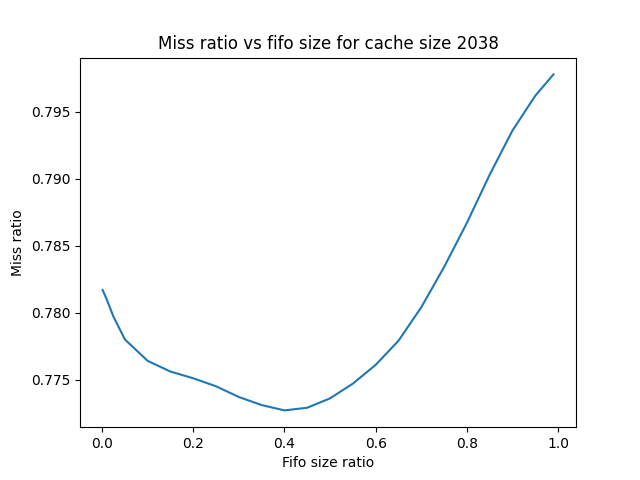 Miss ratio vs fifo size for cache size 2038
Miss ratio
0.795
0.790
0.785
0.780
0.775
0.0 0.2 0.4 0.6 0.8 1.0
Fifo size ratio